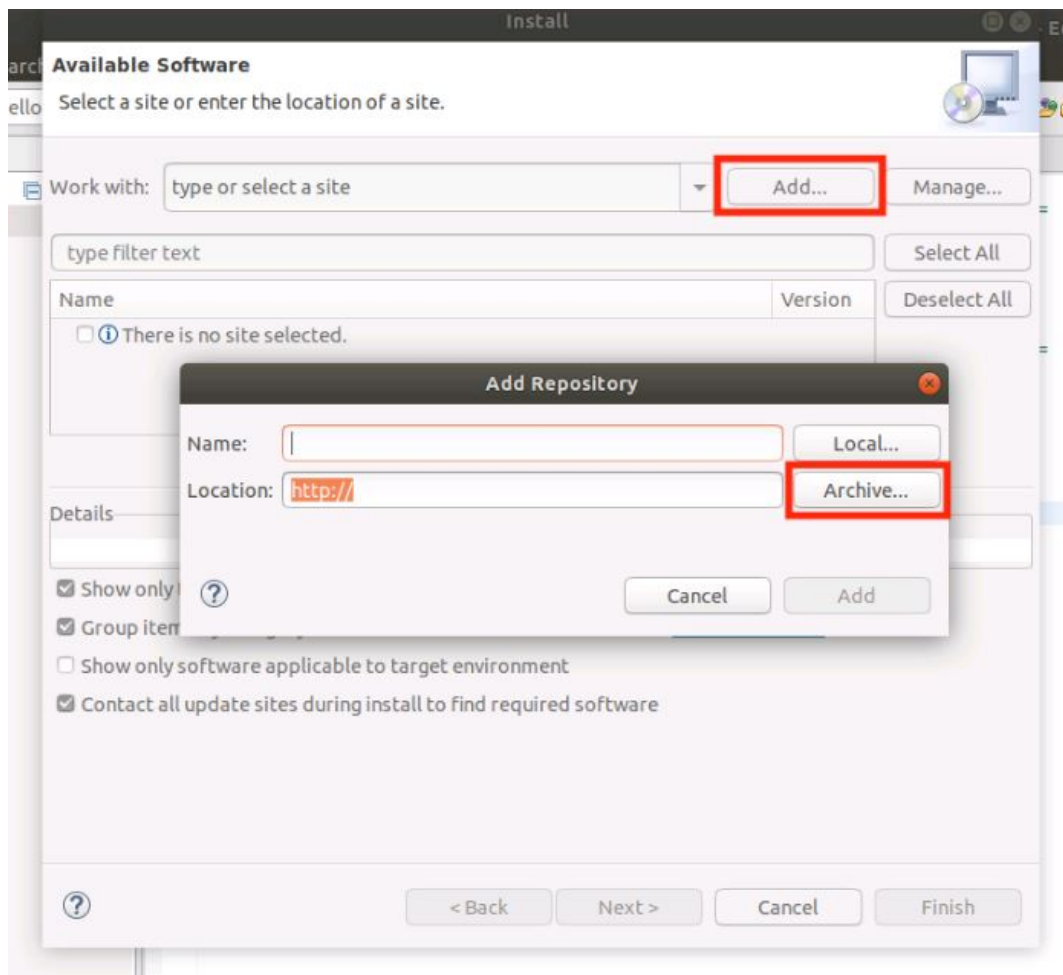 Install
Available Software
Select a site or enter the location of a site.
ello
Work with: type or select a site Add... Manage...
type filter text Select All
Name Version Deselect All
There is no site selected.
Add Repository
Name: Local...
Location: http:// Archive...
Details
Show only
Cancel Add
Group item
Show only software applicable to target environment
Contact all update sites during install to find required software
< Back Next > Cancel Finish